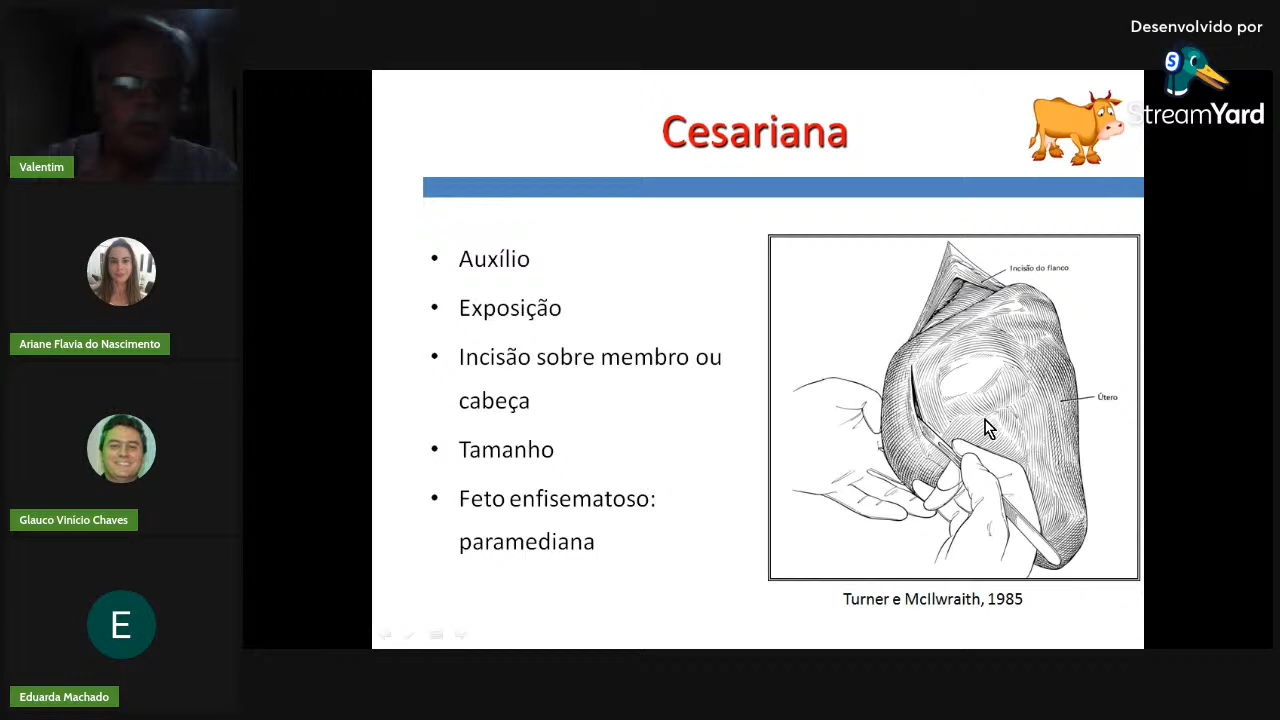 Desenvolvido por
S
StreamYard
Valentim
Ariane Flavia do Nascimento
Glauco Vinício Chaves
E
Eduarda Machado
Cesariana
• Auxílio
• Exposição
• Incisão sobre membro ou
cabeça
• Tamanho
• Feto enfisematoso:
paramediana
Incisão do flanco
Útero
Turner e McIlwraith, 1985